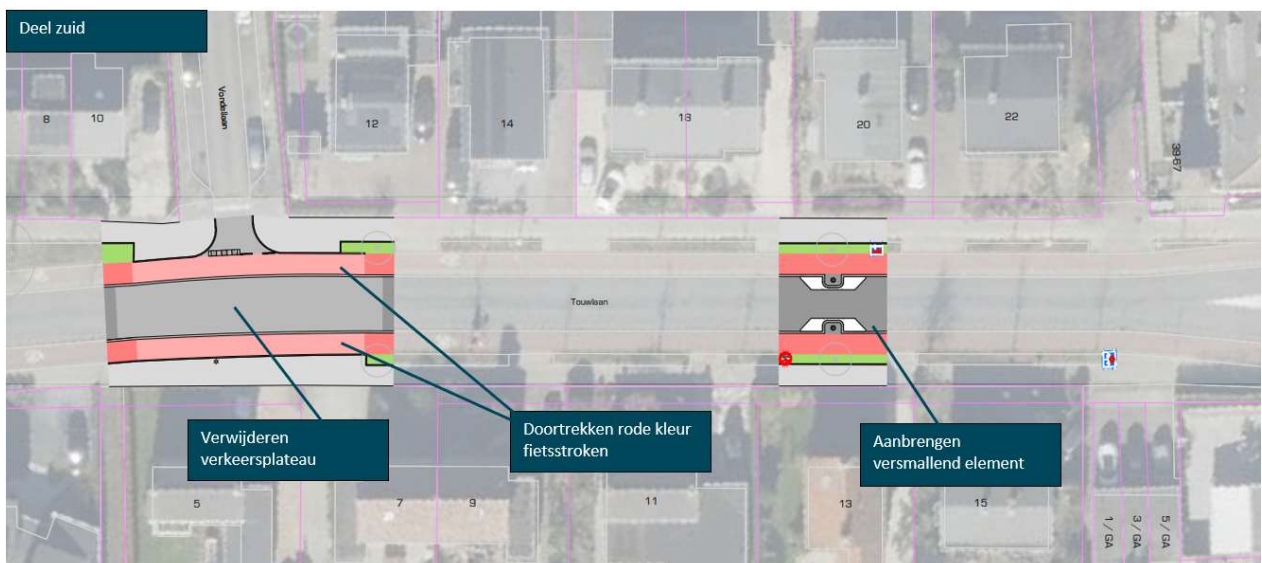 Deel zuid
Vondellaan
8
10
12
14
18
20
22
39-67
Touwlaan
Verwijderen
verkeersplateau
Doortrekken rode kleur
fietsstroken
Aanbrengen
versmallend element
5
7
9
11
13
15
1 / GA
3 / GA
5 / GA